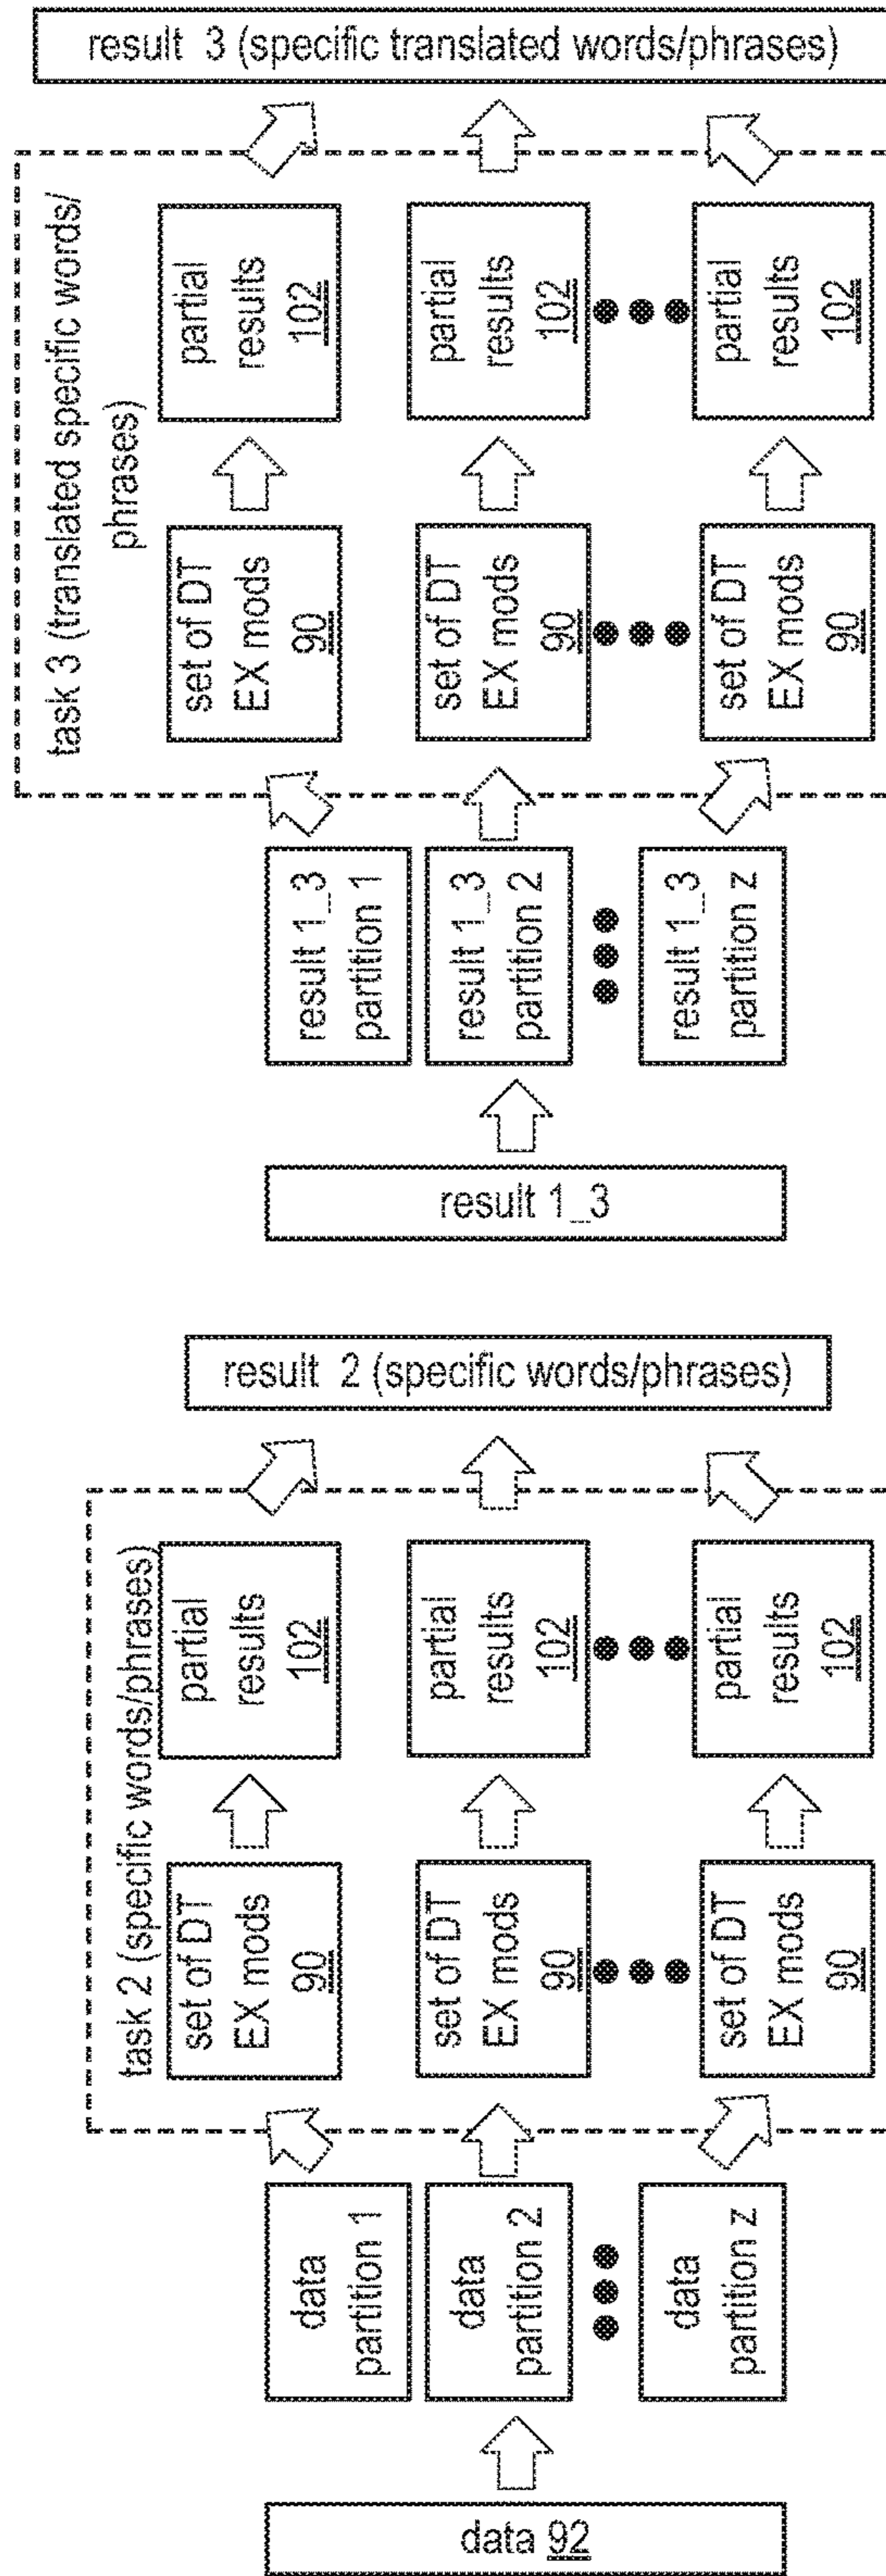 data 92
data
partition 1
data
partition 2
data
partition z
task 2 (specific words/phrases)
set of DT
EX mods
90
set of DT
EX mods
90
set of DT
EX mods
90
partial
results
102
partial
results
102
partial
results
102
result 2 (specific words/phrases)
result 1_3
result 1_3
partition 1
result 1_3
partition 2
result 1_3
partition z
task 3 (translated specific words/
phrases)
set of DT
EX mods
90
set of DT
EX mods
90
set of DT
EX mods
90
partial
results
102
partial
results
102
partial
results
102
result 3 (specific translated words/phrases)